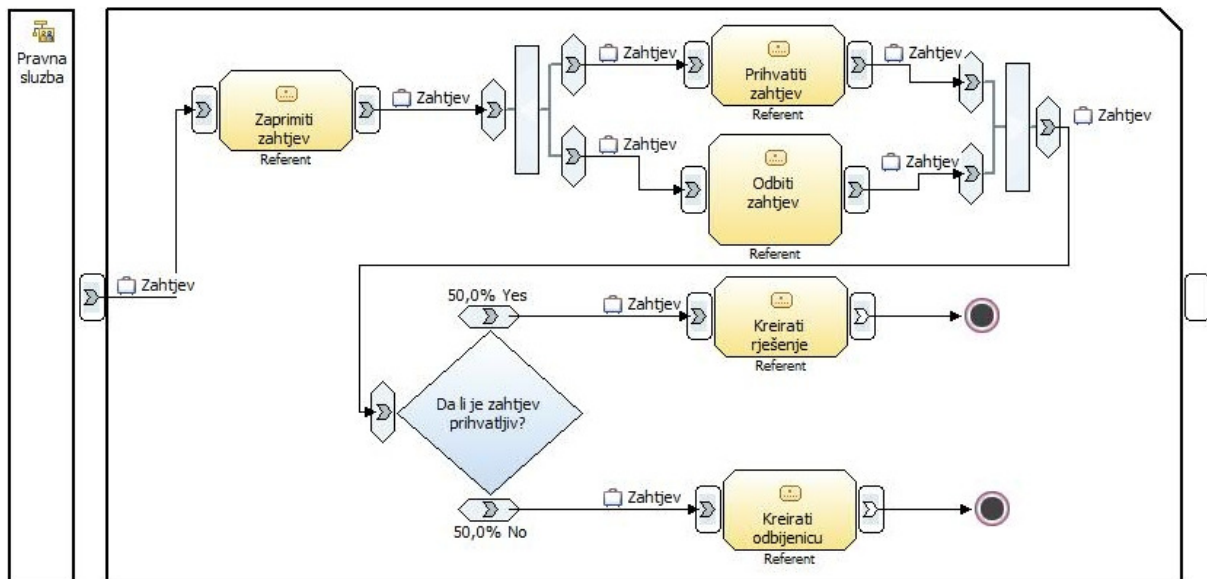 Pravna
sluzba
Zahtjev
Zaprimiti
zahtjev
Referent
Zahtjev
Zahtjev
Prihvatiti
zahtjev
Referent
Zahtjev
Zahtjev
Odbiti
zahtjev
Referent
Zahtjev
Zahtjev
Da li je zahtjev
prihvatljiv?
50,0% Yes
Zahtjev
Kreirati
rješenje
Referent
50,0% No
Zahtjev
Kreirati
odbijenicu
Referent